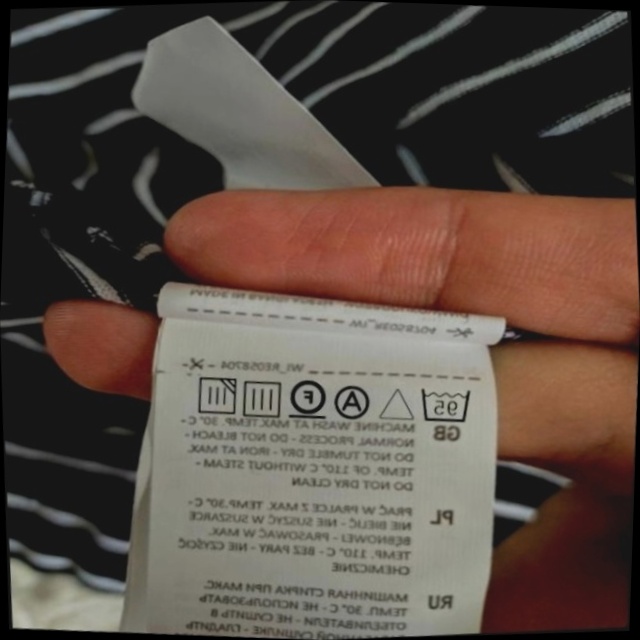 WI_RE058704
95 A F
GB
MACHINE WASH AT MAX.TEMP. 30° C -
NORMAL PROCESS - DO NOT BLEACH -
DO NOT TUMBLE DRY - IRON AT MAX.
TEMP. OF 110° C WITHOUT STEAM -
DO NOT DRY CLEAN
PL
PRAĆ W PRALCE Z MAX. TEMP.30° C -
NIE BIELIĆ - NIE SUSZYĆ W SUSZARCE
BĘBNOWEJ - PRASOWAĆ W MAX.
TEMP. 110° C- BEZ PARY - NIE CZYŚCIĆ
CHEMICZNIE
RU
МАШИННАЯ СТИРКА ПРИ МАКС.
ТЕМП. 30° C - НЕ ИСПОЛЬЗОВАТЬ
ОТБЕЛИВАТЕЛИ - НЕ СУШИТЬ В
СУШИЛКЕ - ГЛАДИТЬ